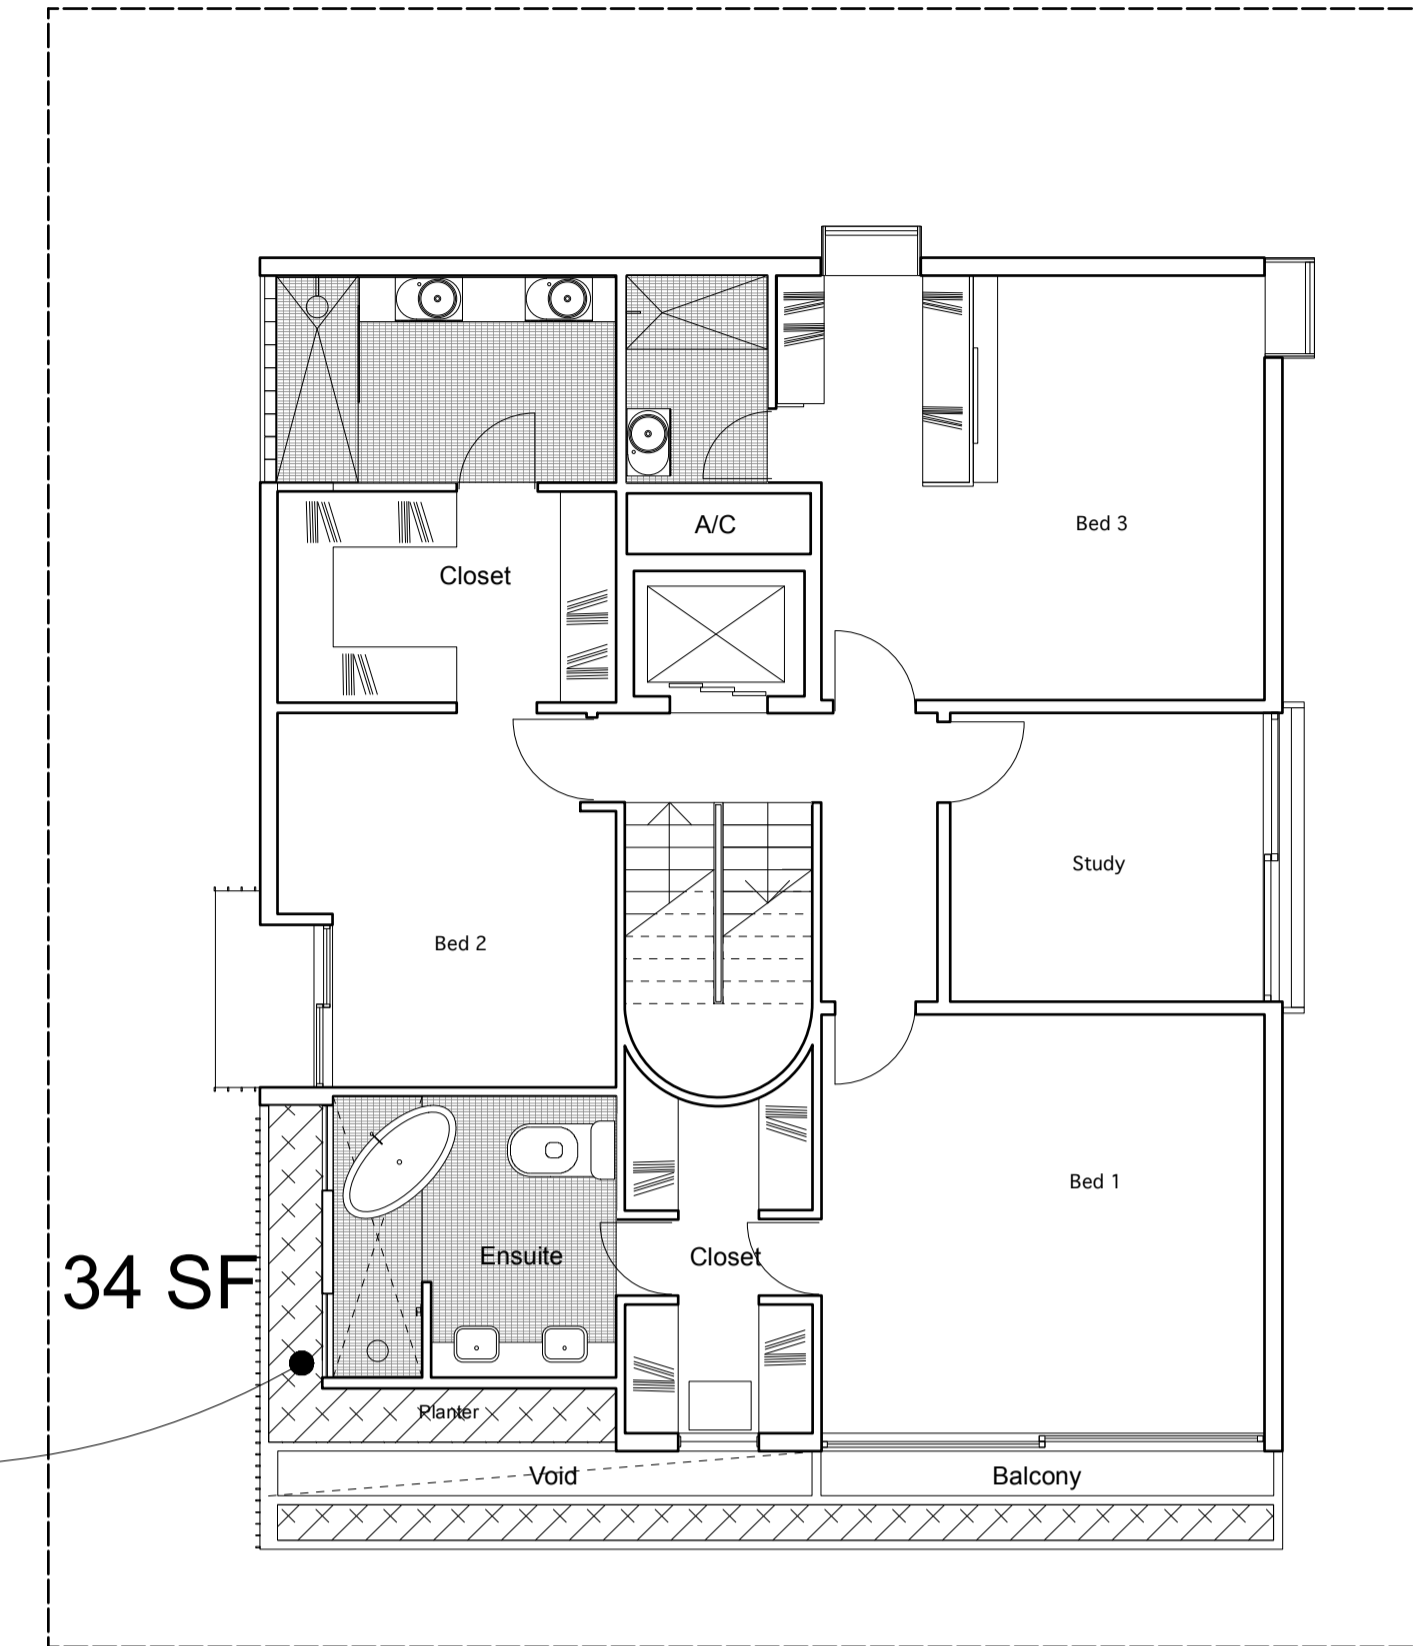 A/C
Bed 3
Closet
Study
Bed 2
Bed 1
Ensuite
Closet
34 SF
Planter
Void
Balcony